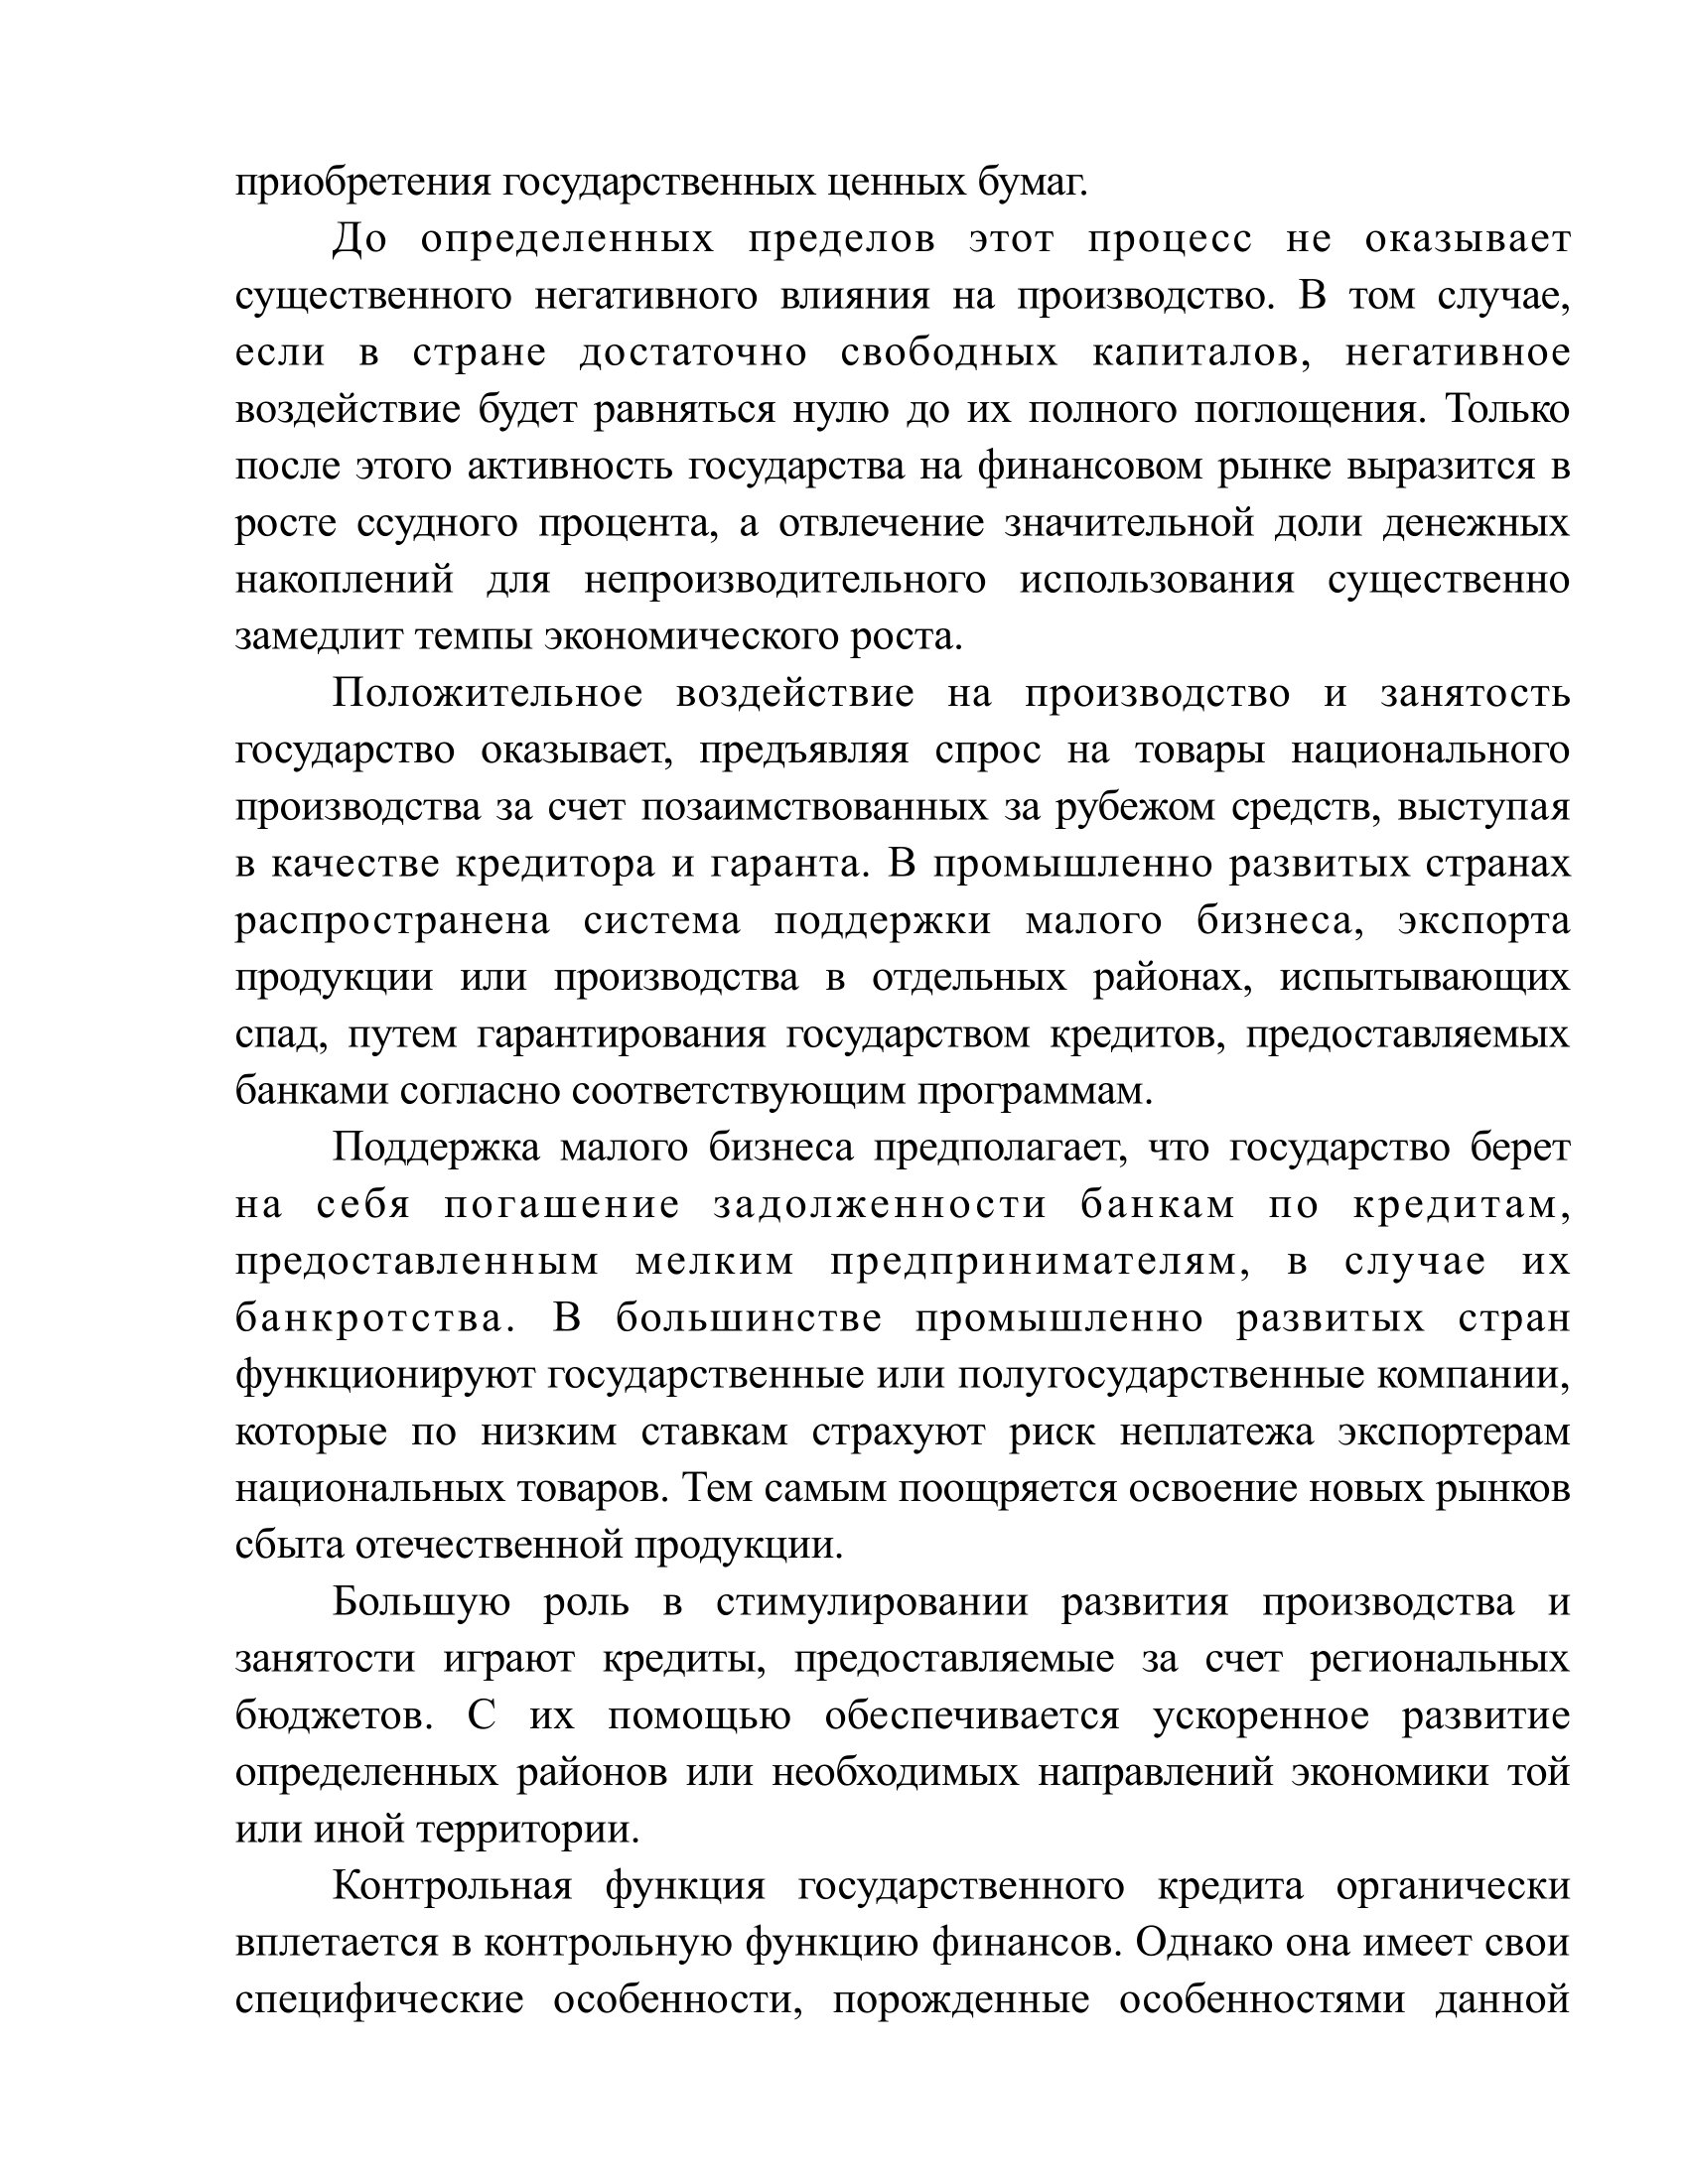 приобретения государственных ценных бумаг.
До определенных пределов этот процесс не оказывает
существенного негативного влияния на производство. В том случае,
если в стране достаточно свободных капиталов, негативное
воздействие будет равняться нулю до их полного поглощения. Только
после этого активность государства на финансовом рынке выразится в
росте ссудного процента, а отвлечение значительной доли денежных
накоплений для непроизводительного использования существенно
замедлит темпы экономического роста.
Положительное воздействие на производство и занятость
государство оказывает, предъявляя спрос на товары национального
производства за счет позаимствованных за рубежом средств, выступая
в качестве кредитора и гаранта. В промышленно развитых странах
распространена система поддержки малого бизнеса, экспорта
продукции или производства в отдельных районах, испытывающих
спад, путем гарантирования государством кредитов, предоставляемых
банками согласно соответствующим программам.
Поддержка малого бизнеса предполагает, что государство берет
на себя погашение задолженности банкам по кредитам,
предоставленным мелким предпринимателям, в случае их
банкротства. В большинстве промышленно развитых стран
функционируют государственные или полугосударственные компании,
которые по низким ставкам страхуют риск неплатежа экспортерам
национальных товаров. Тем самым поощряется освоение новых рынков
сбыта отечественной продукции.
Большую роль в стимулировании развития производства и
занятости играют кредиты, предоставляемые за счет региональных
бюджетов. С их помощью обеспечивается ускоренное развитие
определенных районов или необходимых направлений экономики той
или иной территории.
Контрольная функция государственного кредита органически
вплетается в контрольную функцию финансов. Однако она имеет свои
специфические особенности, порожденные особенностями данной